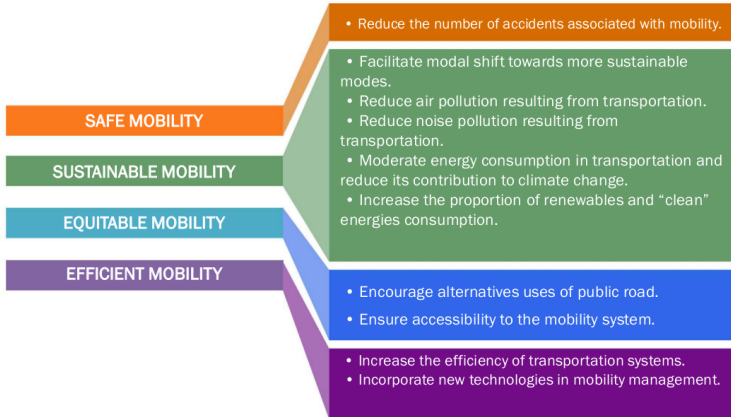 SAFE MOBILITY
• Reduce the number of accidents associated with mobility.
SUSTAINABLE MOBILITY
• Facilitate modal shift towards more sustainable
modes.
• Reduce air pollution resulting from transportation.
• Reduce noise pollution resulting from
transportation.
• Moderate energy consumption in transportation and
reduce its contribution to climate change.
• Increase the proportion of renewables and “clean”
energies consumption.
EQUITABLE MOBILITY
• Encourage alternatives uses of public road.
• Ensure accessibility to the mobility system.
EFFICIENT MOBILITY
• Increase the efficiency of transportation systems.
• Incorporate new technologies in mobility management.